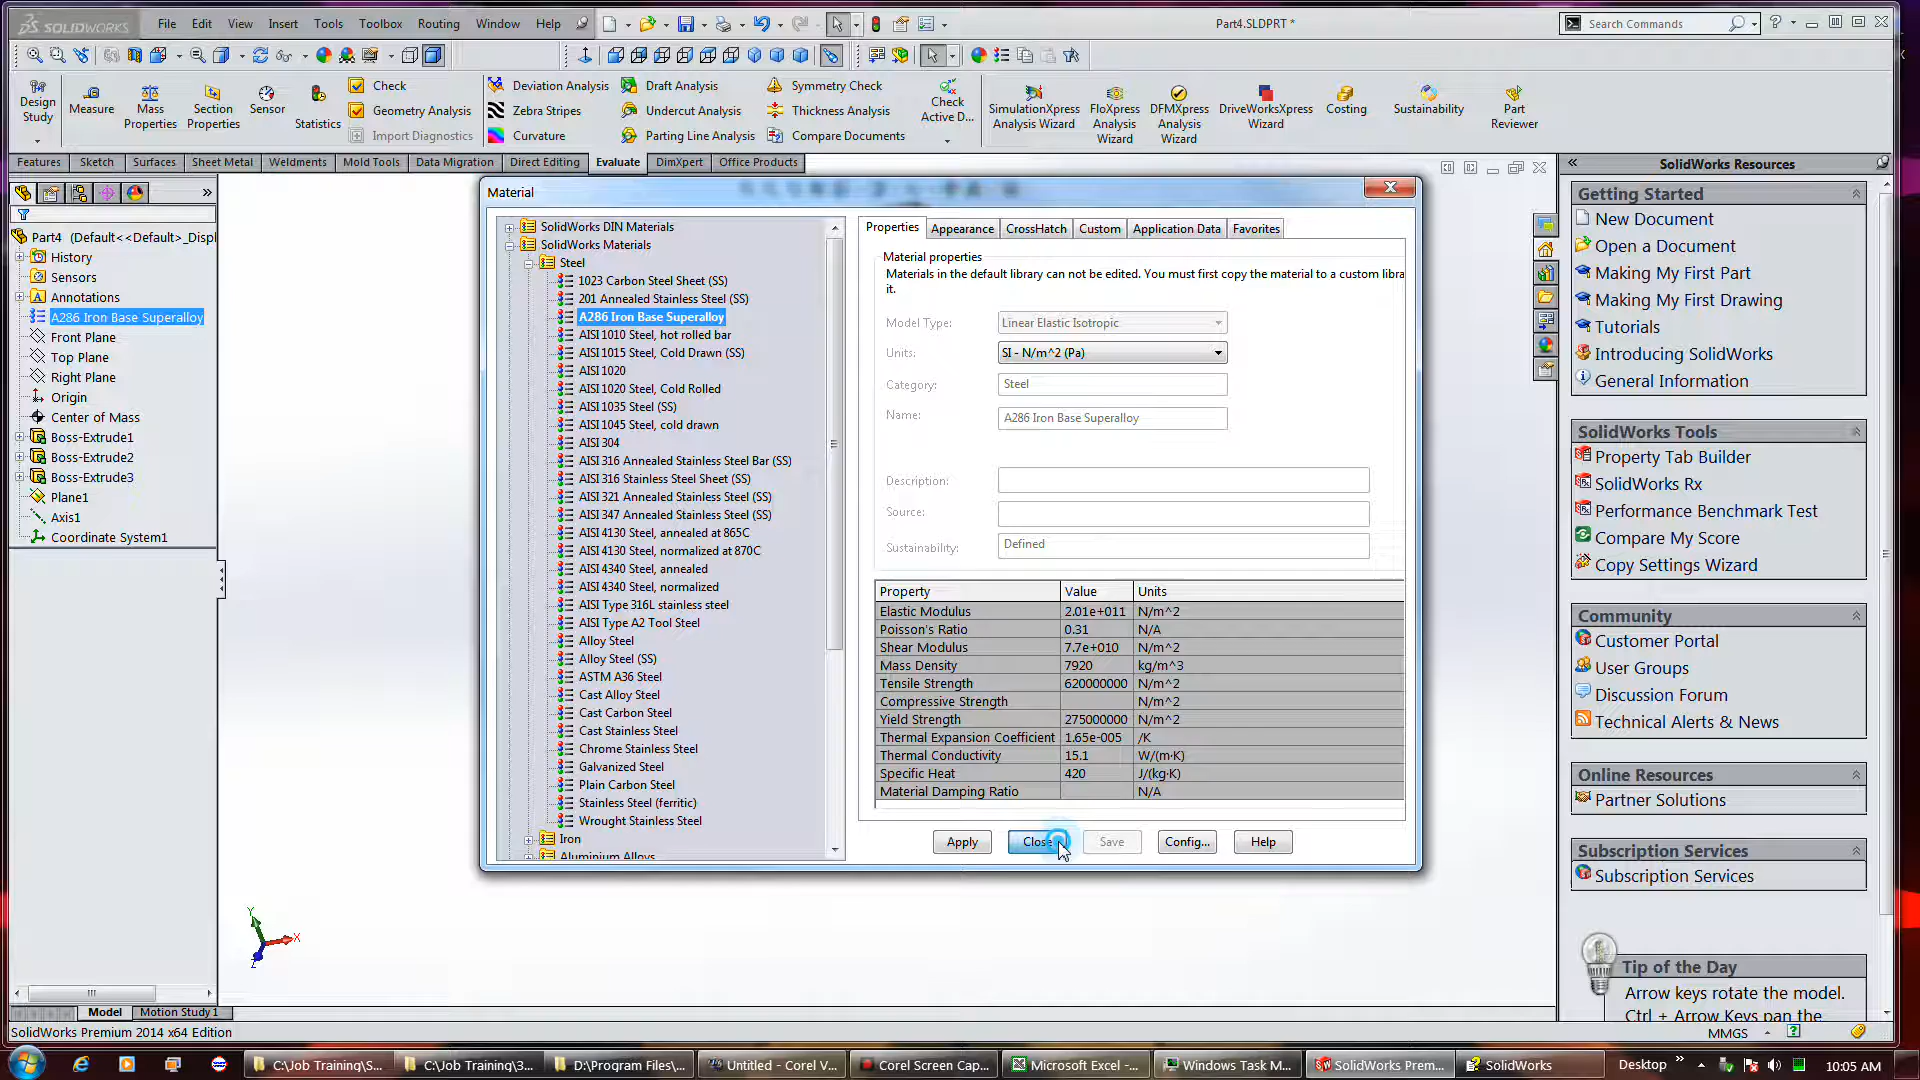 SOLIDWORKS File Edit View Insert Tools Toolbox Routing Window Help Part4.SLDPRT * Search Commands
Design Study
Measure
Mass Properties
Section Properties
Sensor
Statistics
Check
Geometry Analysis
Import Diagnostics
Deviation Analysis
Zebra Stripes
Curvature
Draft Analysis
Undercut Analysis
Parting Line Analysis
Symmetry Check
Thickness Analysis
Compare Documents
Check Active D...
SimulationXpress Analysis Wizard
FloXpress Analysis Wizard
DFMXpress Analysis Wizard
DriveWorksXpress Wizard
Costing
Sustainability
Part Reviewer
Features Sketch Surfaces Sheet Metal Weldments Mold Tools Data Migration Direct Editing Evaluate DimXpert Office Products
Part4 (Default<<Default>_Displ
History
Sensors
Annotations
A286 Iron Base Superalloy
Front Plane
Top Plane
Right Plane
Origin
Center of Mass
Boss-Extrude1
Boss-Extrude2
Boss-Extrude3
Plane1
Axis1
Coordinate System1
Material
SolidWorks DIN Materials
SolidWorks Materials
Steel
1023 Carbon Steel Sheet (SS)
201 Annealed Stainless Steel (SS)
A286 Iron Base Superalloy
AISI 1010 Steel, hot rolled bar
AISI 1015 Steel, Cold Drawn (SS)
AISI 1020
AISI 1020 Steel, Cold Rolled
AISI 1035 Steel (SS)
AISI 1045 Steel, cold drawn
AISI 304
AISI 316 Annealed Stainless Steel Bar (SS)
AISI 316 Stainless Steel Sheet (SS)
AISI 321 Annealed Stainless Steel (SS)
AISI 347 Annealed Stainless Steel (SS)
AISI 4130 Steel, annealed at 865C
AISI 4130 Steel, normalized at 870C
AISI 4340 Steel, annealed
AISI 4340 Steel, normalized
AISI Type 316L stainless steel
AISI Type A2 Tool Steel
Alloy Steel
Alloy Steel (SS)
ASTM A36 Steel
Cast Alloy Steel
Cast Carbon Steel
Cast Stainless Steel
Chrome Stainless Steel
Galvanized Steel
Plain Carbon Steel
Stainless Steel (ferritic)
Wrought Stainless Steel
Iron
Aluminium Alloys
Properties Appearance CrossHatch Custom Application Data Favorites
Material properties
Materials in the default library can not be edited. You must first copy the material to a custom libra
it.
Model Type: Linear Elastic Isotropic
Units: SI - N/m^2 (Pa)
Category: Steel
Name: A286 Iron Base Superalloy
Description:
Source:
Sustainability: Defined
Property Value Units
Elastic Modulus 2.01e+011 N/m^2
Poisson's Ratio 0.31 N/A
Shear Modulus 7.7e+010 N/m^2
Mass Density 7920 kg/m^3
Tensile Strength 620000000 N/m^2
Compressive Strength N/m^2
Yield Strength 275000000 N/m^2
Thermal Expansion Coefficient 1.65e-005 /K
Thermal Conductivity 15.1 W/(m·K)
Specific Heat 420 J/(kg·K)
Material Damping Ratio N/A
Apply Close Save Config... Help
SolidWorks Resources
Getting Started
New Document
Open a Document
Making My First Part
Making My First Drawing
Tutorials
Introducing SolidWorks
General Information
SolidWorks Tools
Property Tab Builder
SolidWorks Rx
Performance Benchmark Test
Compare My Score
Copy Settings Wizard
Community
Customer Portal
User Groups
Discussion Forum
Technical Alerts & News
Online Resources
Partner Solutions
Subscription Services
Subscription Services
Tip of the Day
Arrow keys rotate the model.
Ctrl + Arrow Keys pan the
Y
X
Z
Model Motion Study 1
SolidWorks Premium 2014 x64 Edition MMGS
C:\Job Training\S... C:\Job Training\3... D:\Program Files\... Untitled - Corel V... Corel Screen Cap... Microsoft Excel -... Windows Task M... SolidWorks Prem... SolidWorks Desktop 10:05 AM